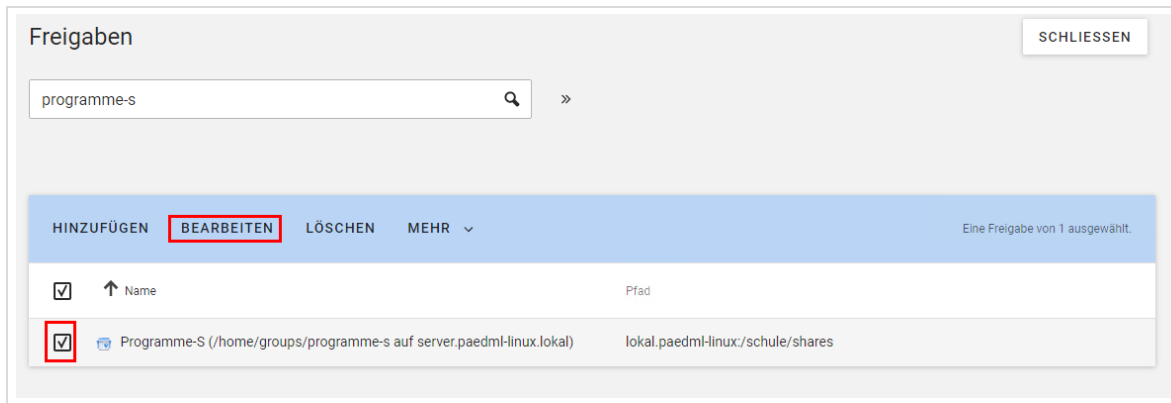 Freigaben
SCHLIESSEN
programme-s
»
HINZUFÜGEN BEARBEITEN LÖSCHEN MEHR Eine Freigabe von 1 ausgewählt.
Name Pfad
Programme-S (/home/groups/programme-s auf server.paedml-linux.lokal) lokal.paedml-linux:/schule/shares